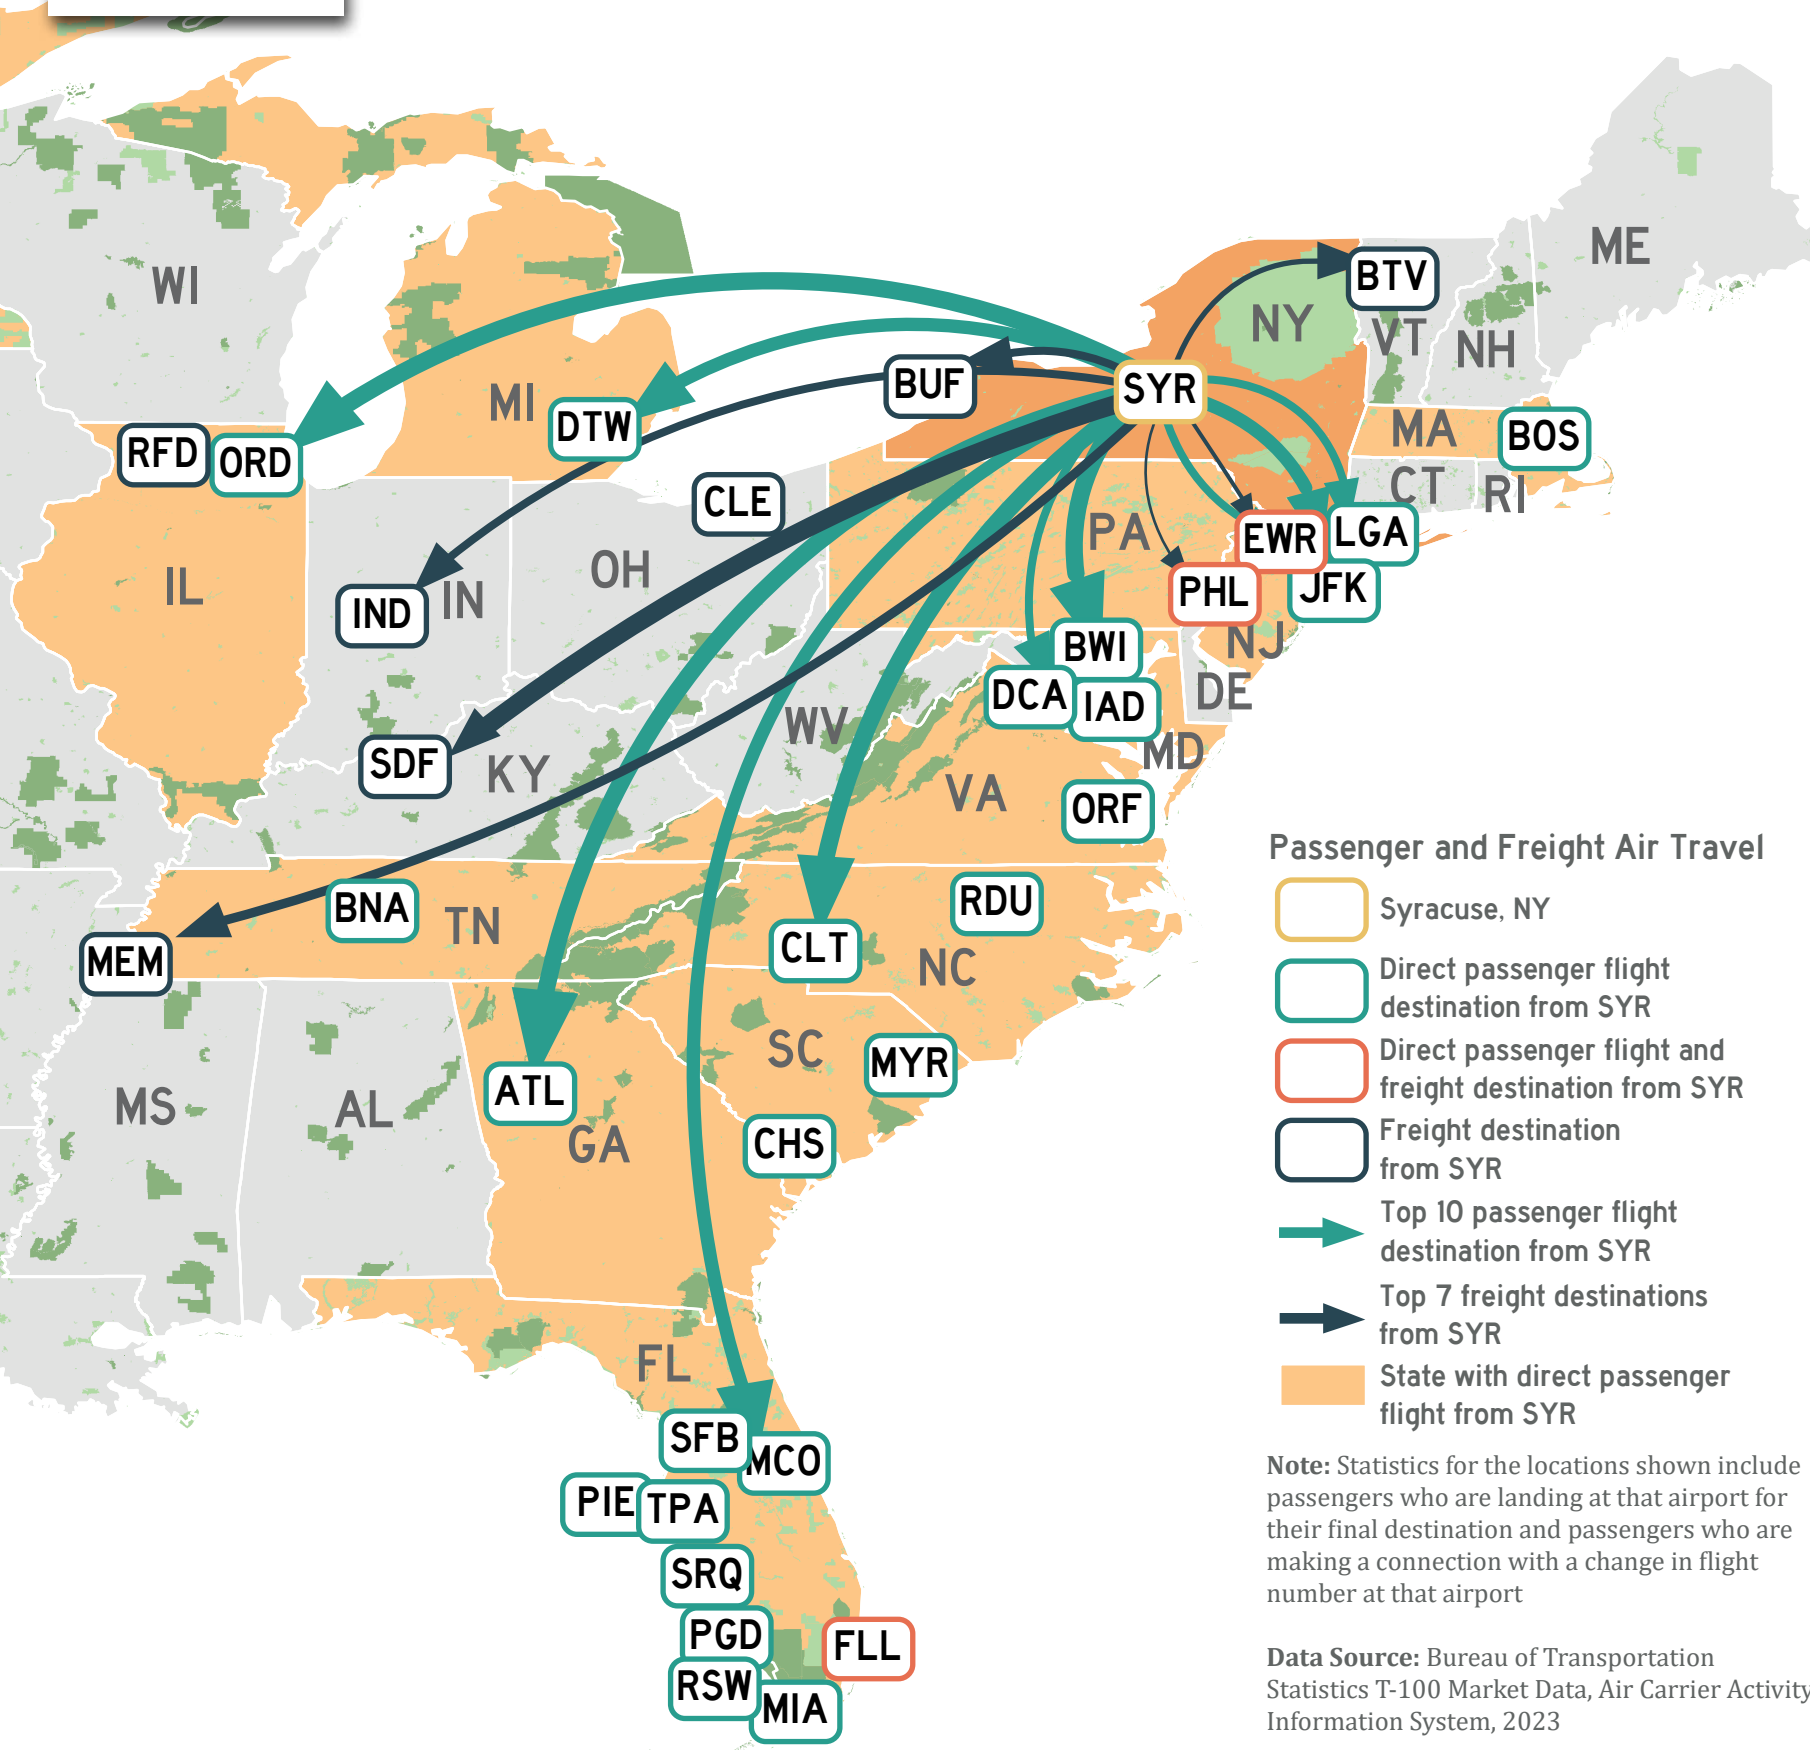 ME
BTV
WI
NY
VT
NH
BUF
SYR
MI
DTW
MA
BOS
RFD
ORD
CLE
CT
RI
PA
EWR
LGA
OH
IL
IND
IN
PHL
JFK
BWI
NJ
DCA
IAD
DE
WV
MD
SDF
KY
VA
ORF
BNA
TN
RDU
MEM
CLT
NC
SC
MYR
ATL
MS
AL
GA
CHS
FL
SFB
MCO
PIE
TPA
SRQ
PGD
FLL
RSW
MIA
Passenger and Freight Air Travel
Syracuse, NY
Direct passenger flight
destination from SYR
Direct passenger flight and
freight destination from SYR
Freight destination
from SYR
Top 10 passenger flight
destination from SYR
Top 7 freight destinations
from SYR
State with direct passenger
flight from SYR
Note: Statistics for the locations shown include
passengers who are landing at that airport for
their final destination and passengers who are
making a connection with a change in flight
number at that airport
Data Source: Bureau of Transportation
Statistics T-100 Market Data, Air Carrier Activity
Information System, 2023